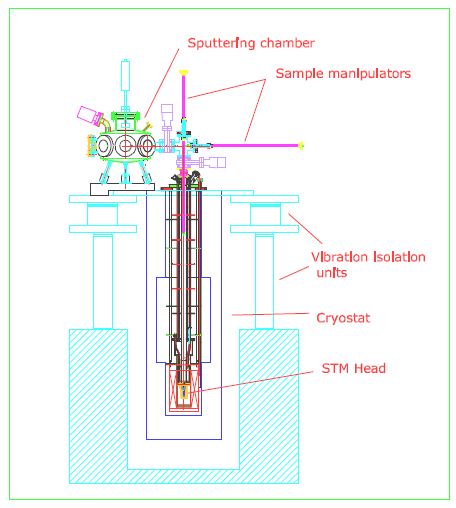 Sputtering chamber
Sample manipulators
Vibration isolation
units
Cryostat
STM Head